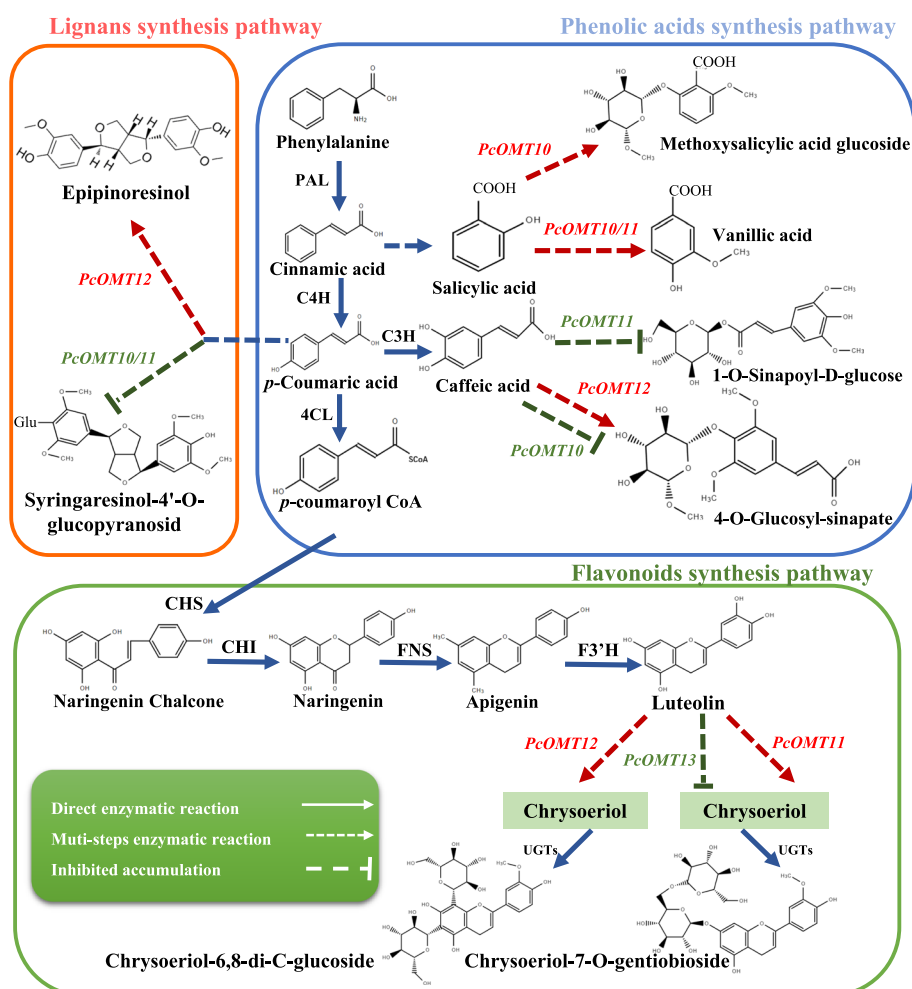 Lignans synthesis pathway
Phenolic acids synthesis pathway
Epipinoresinol
PcOMT12
PcOMT10/11
Glu
Syringaresinol-4'-O-
glucopyranosid
Phenylalanine
PAL
Cinnamic acid
C4H
p-Coumaric acid
C3H
4CL
p-coumaroyl CoA
COOH
OH
Salicylic acid
Caffeic acid
PcOMT10
Methoxysalicylic acid glucoside
PcOMT10/11
COOH
Vanillic acid
PcOMT11
1-O-Sinapoyl-D-glucose
PcOMT12
PcOMT10
4-O-Glucosyl-sinapate
Flavonoids synthesis pathway
CHS
Naringenin Chalcone
CHI
Naringenin
FNS
Apigenin
F3'H
Luteolin
PcOMT12
PcOMT13
PcOMT11
Chrysoeriol
Chrysoeriol
UGTs
UGTs
Direct enzymatic reaction
Muti-steps enzymatic reaction
Inhibited accumulation
Chrysoeriol-6,8-di-C-glucoside
Chrysoeriol-7-O-gentiobioside